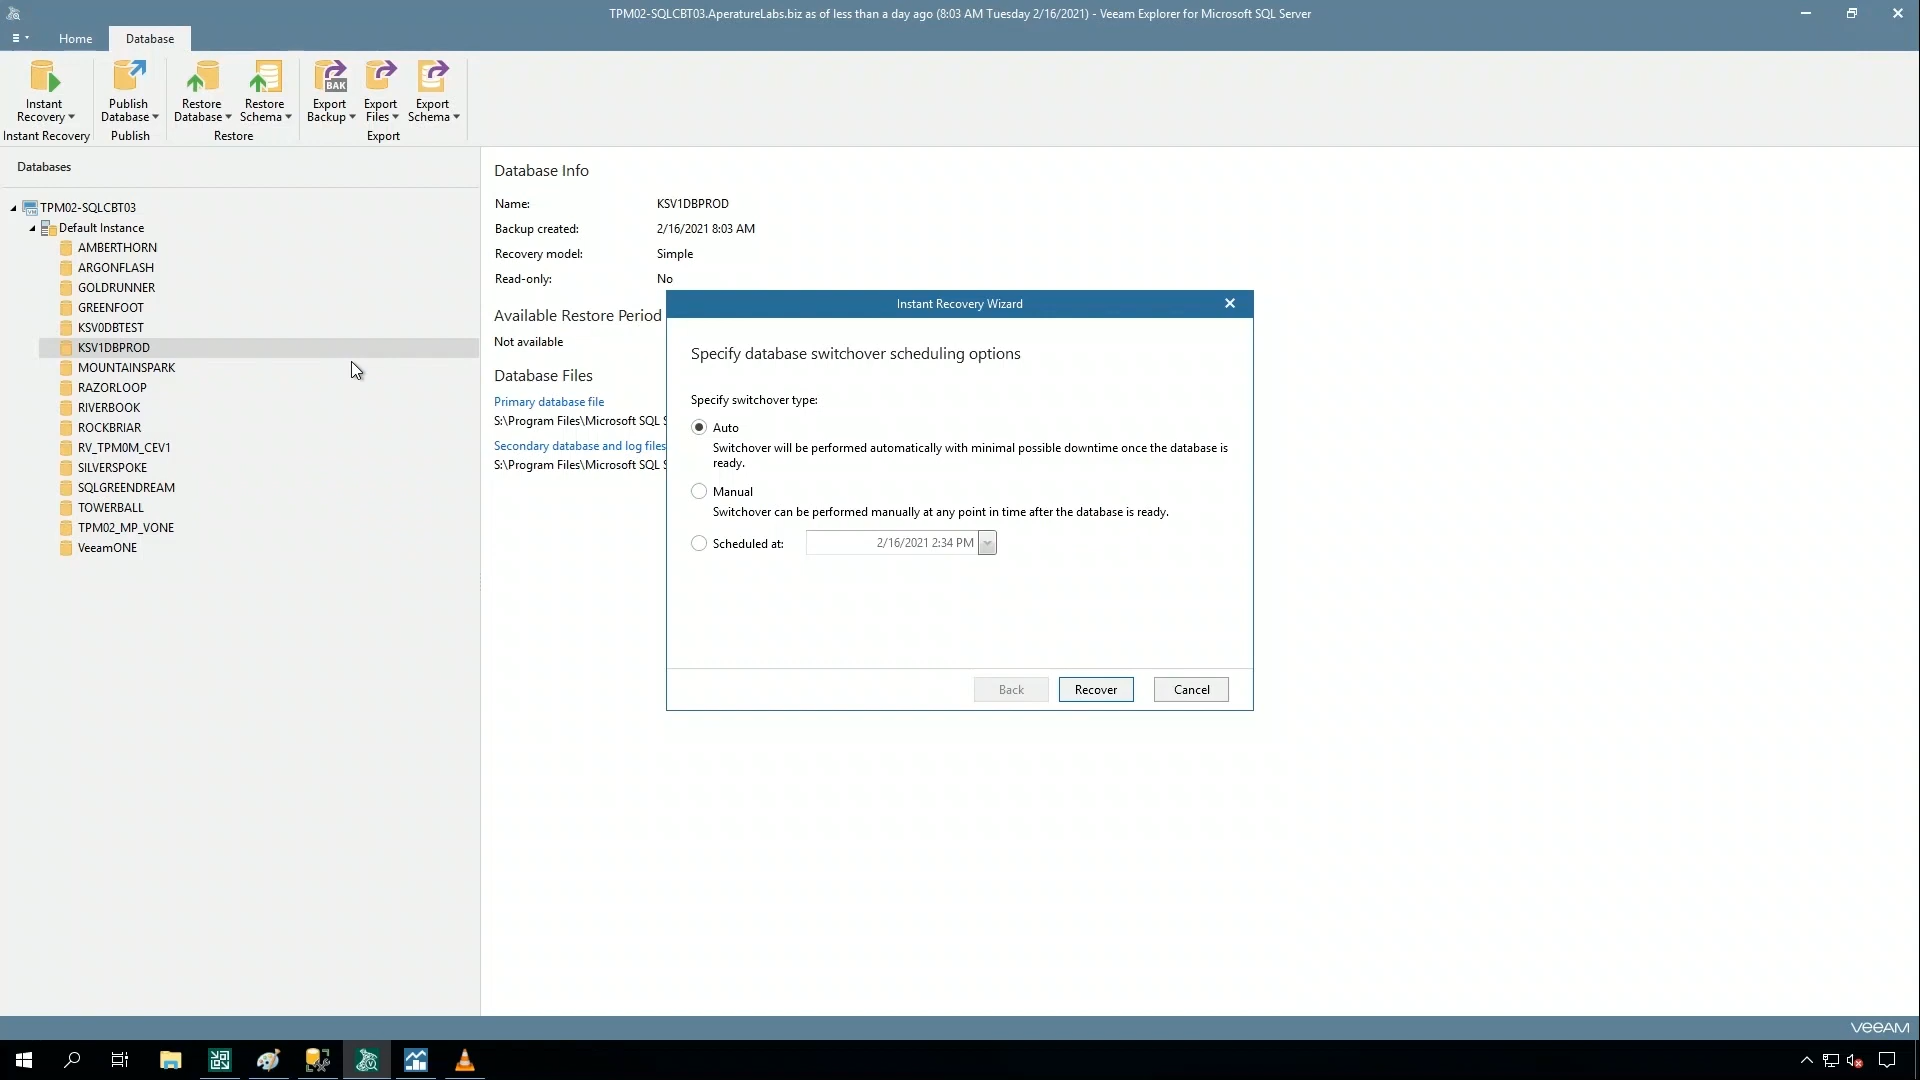 TPM02-SQLCBT03.AperatureLabs.biz as of less than a day ago (8:03 AM Tuesday 2/16/2021) - Veeam Explorer for Microsoft SQL Server
Home Database
Instant Recovery
Publish Database
Restore Database
Restore Schema
Export Backup
BAK
Export Files
Export Schema
Instant Recovery Publish Restore Export
Databases
TPM02-SQLCBT03
Default Instance
AMBERTHORN
ARGONFLASH
GOLDRUNNER
GREENFOOT
KSV0DBTEST
KSV1DBPROD
MOUNTAINSPARK
RAZORLOOP
RIVERBOOK
ROCKBRIAR
RV_TPM0M_CEV1
SILVERSPOKE
SQLGREENDREAM
TOWERBALL
TPM02_MP_VONE
VeeamONE
Database Info
Name: KSV1DBPROD
Backup created: 2/16/2021 8:03 AM
Recovery model: Simple
Read-only: No
Available Restore Period
Not available
Database Files
Primary database file
S:\Program Files\Microsoft SQL S
Secondary database and log files
S:\Program Files\Microsoft SQL S
Instant Recovery Wizard
Specify database switchover scheduling options
Specify switchover type:
Auto
Switchover will be performed automatically with minimal possible downtime once the database is
ready.
Manual
Switchover can be performed manually at any point in time after the database is ready.
Scheduled at: 2/16/2021 2:34 PM
Back Recover Cancel
veeAM